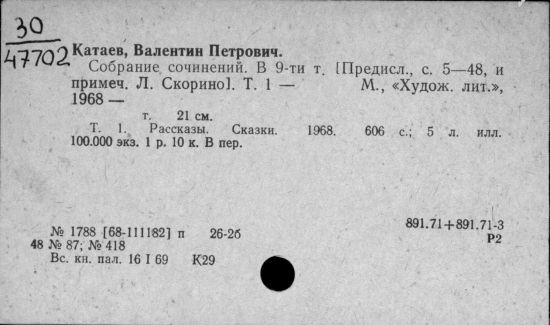 30
47702
Катаев, Валентин Петрович.
Собрание сочинений. В 9-ти т. [Предисл., с. 5—48, и
примеч. Л. Скорино]. Т. 1 — М., «Худож. лит.»,
1968 —
т. 21 см.
Т. 1. Рассказы. Сказки. 1968. 606 с.; 5 л. илл.
100.000 экз. 1 р. 10 к. В пер.
891.71+891.71-3
Р2
№ 1788 [68-111182] п 26-2б
48 № 87; № 418
Вс. кн. пал. 16 I 69 К29